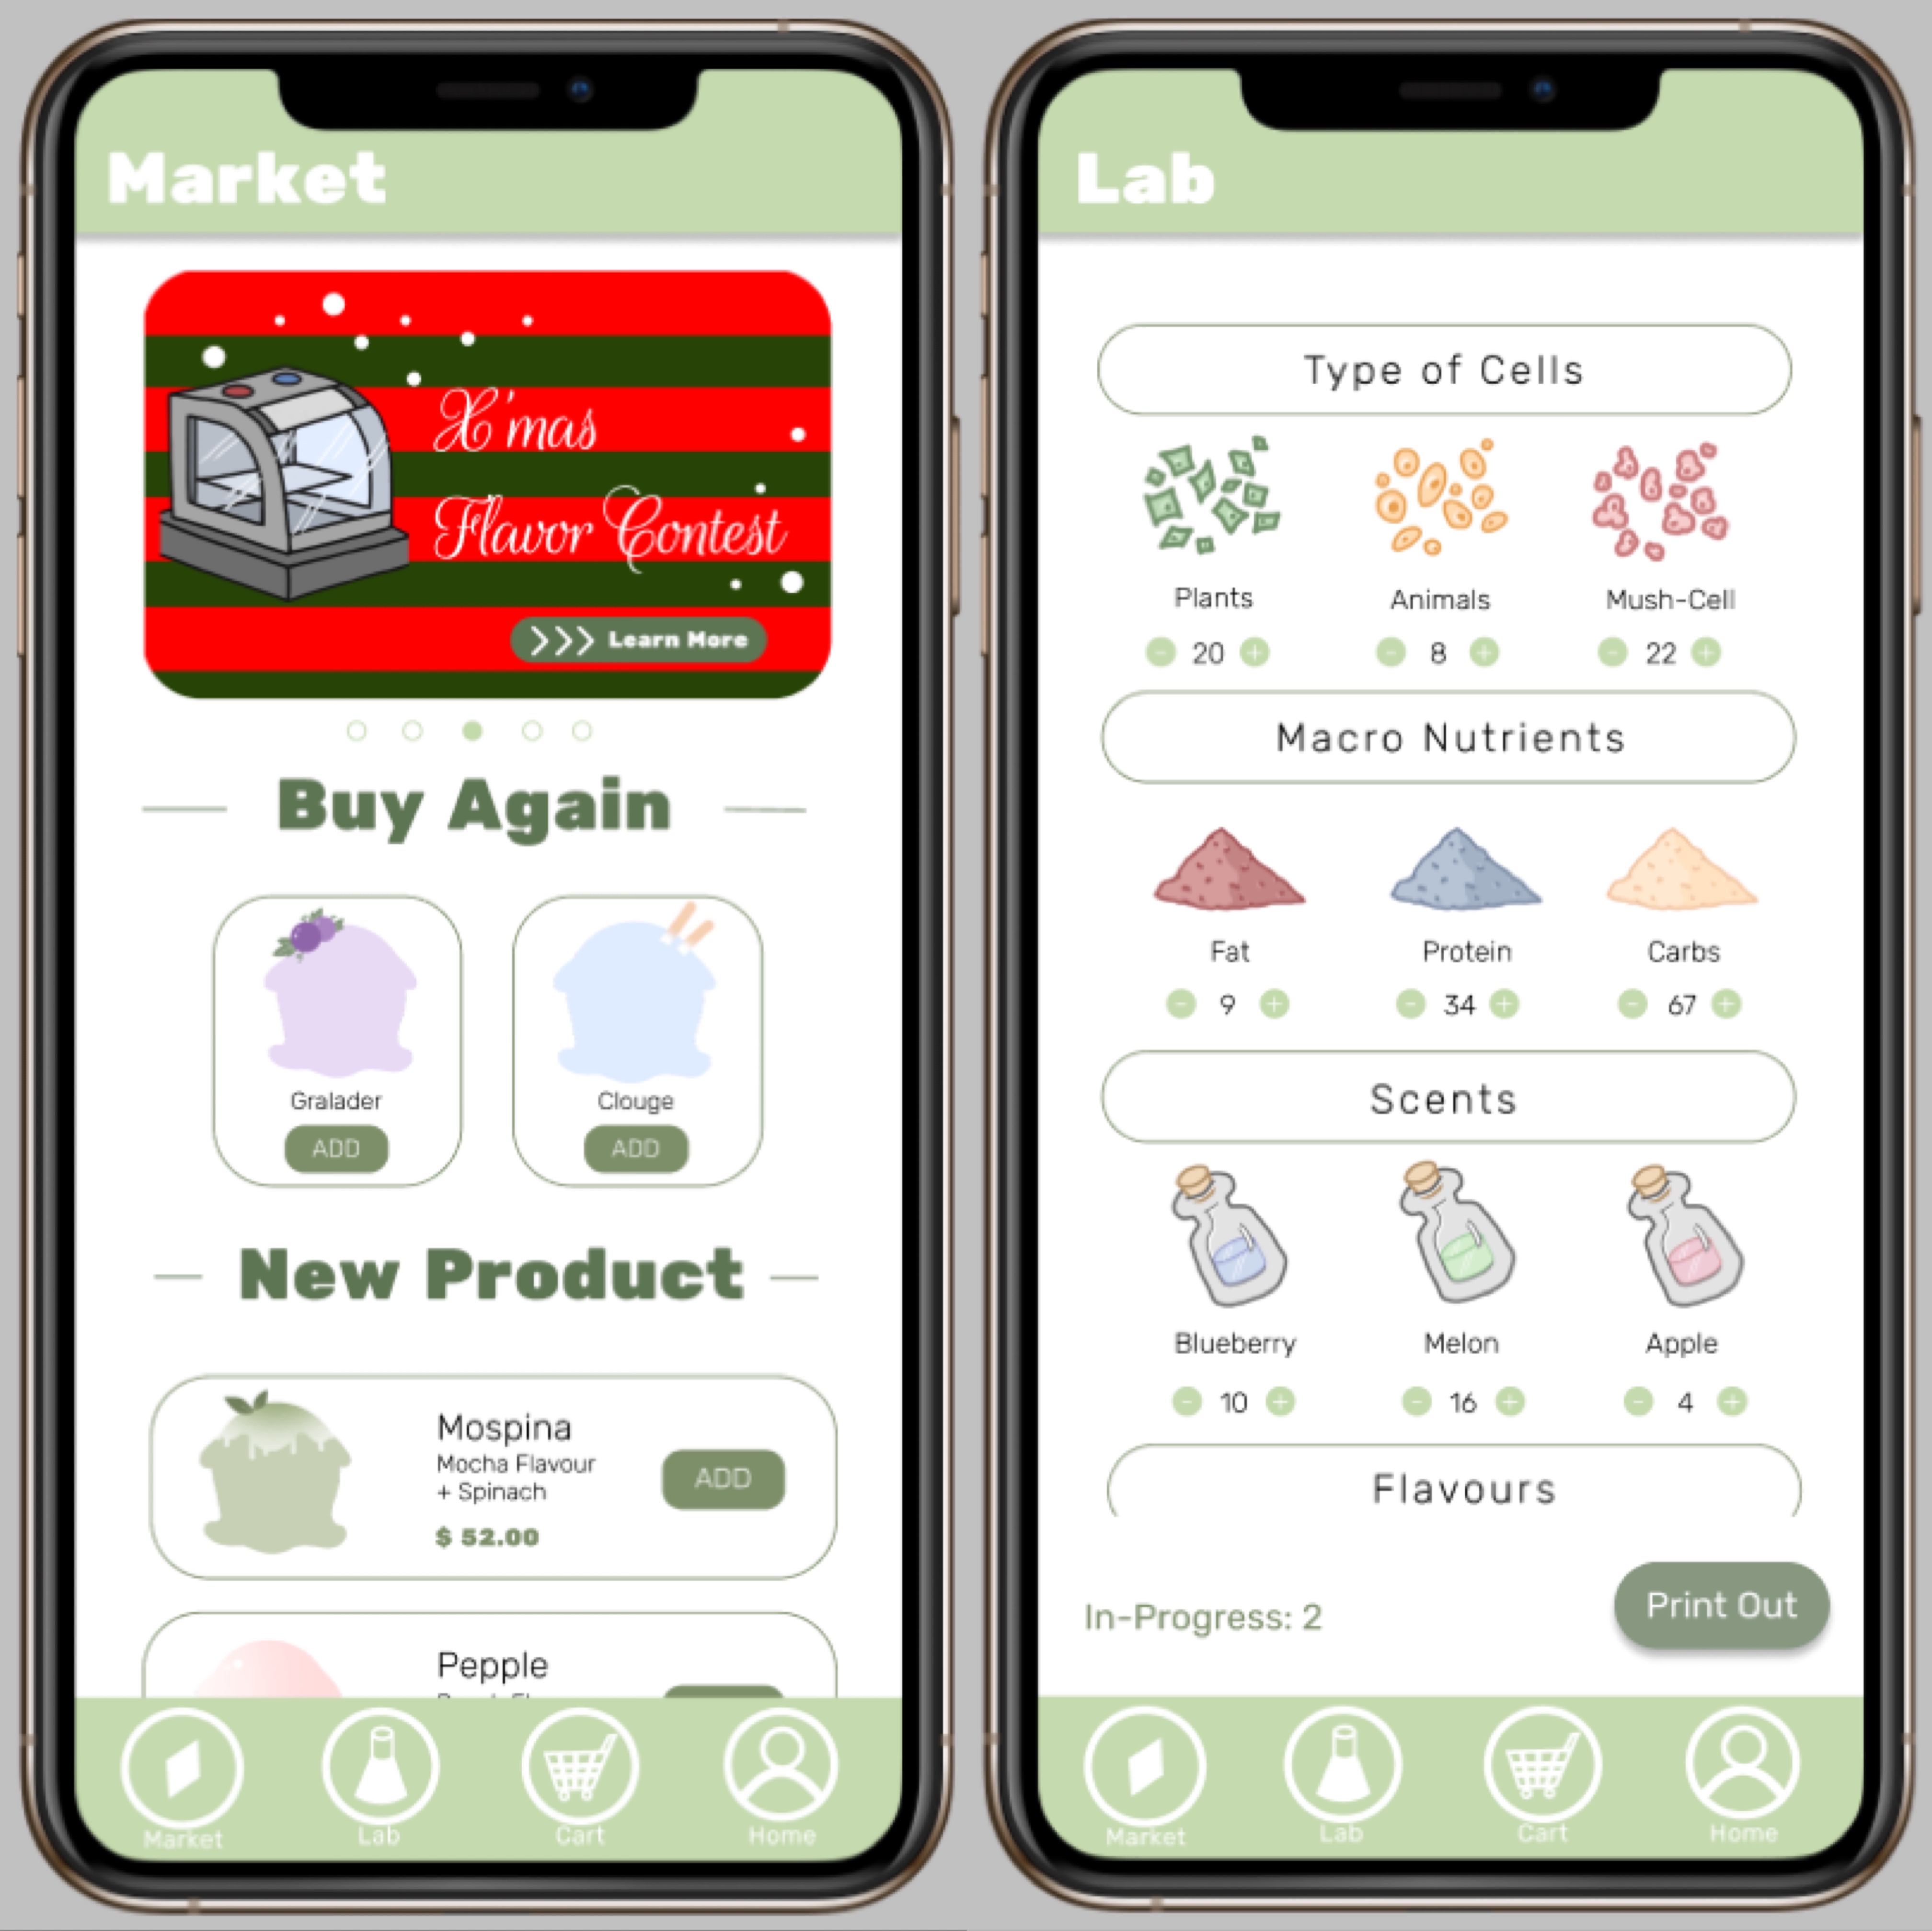 Market
X'mas
Flavor Contest
>>> Learn More
Buy Again
Gralader Clouge
ADD ADD
New Product
Mospina
Mocha Flavour
+ Spinach
ADD
$ 52.00
Pepple
Market Lab Cart Home
Lab
Type of Cells
Plants Animals Mush-Cell
- 20 + - 8 + - 22 +
Macro Nutrients
Fat Protein Carbs
- 9 + - 34 + - 67 +
Scents
Blueberry Melon Apple
- 10 + - 16 + - 4 +
Flavours
In-Progress: 2
Print Out
Market Lab Cart Home